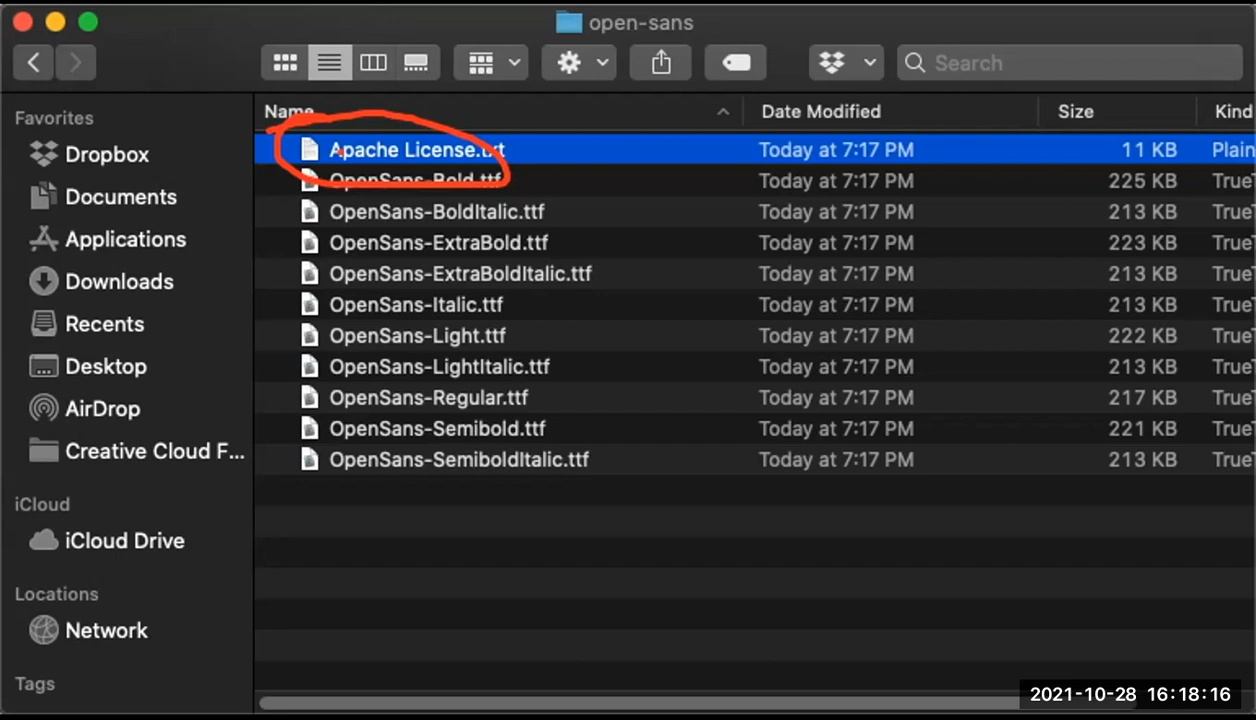 open-sans
Search
Favorites
Dropbox
Documents
Applications
Downloads
Recents
Desktop
AirDrop
Creative Cloud F...
iCloud
iCloud Drive
Locations
Network
Tags
Name Date Modified Size Kind
Apache License.txt Today at 7:17 PM 11 KB Plain
OpenSans-Bold.ttf Today at 7:17 PM 225 KB TrueT
OpenSans-BoldItalic.ttf Today at 7:17 PM 213 KB TrueT
OpenSans-ExtraBold.ttf Today at 7:17 PM 223 KB TrueT
OpenSans-ExtraBoldItalic.ttf Today at 7:17 PM 213 KB TrueT
OpenSans-Italic.ttf Today at 7:17 PM 213 KB TrueT
OpenSans-Light.ttf Today at 7:17 PM 222 KB TrueT
OpenSans-LightItalic.ttf Today at 7:17 PM 213 KB TrueT
OpenSans-Regular.ttf Today at 7:17 PM 217 KB TrueT
OpenSans-Semibold.ttf Today at 7:17 PM 221 KB TrueT
OpenSans-SemiboldItalic.ttf Today at 7:17 PM 213 KB TrueT
2021-10-28 16:18:16